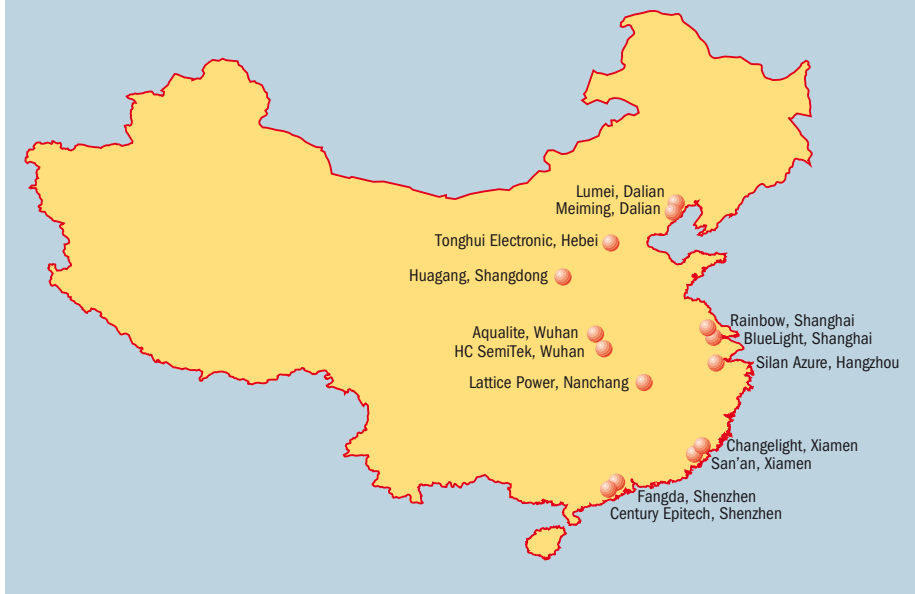 Lumei, Dalian
Meiming, Dalian
Tonghui Electronic, Hebei
Huagang, Shangdong
Rainbow, Shanghai
BlueLight, Shanghai
Aqualite, Wuhan
HC SemiTek, Wuhan
Silan Azure, Hangzhou
Lattice Power, Nanchang
Changelight, Xiamen
San'an, Xiamen
Fangda, Shenzhen
Century Epitech, Shenzhen